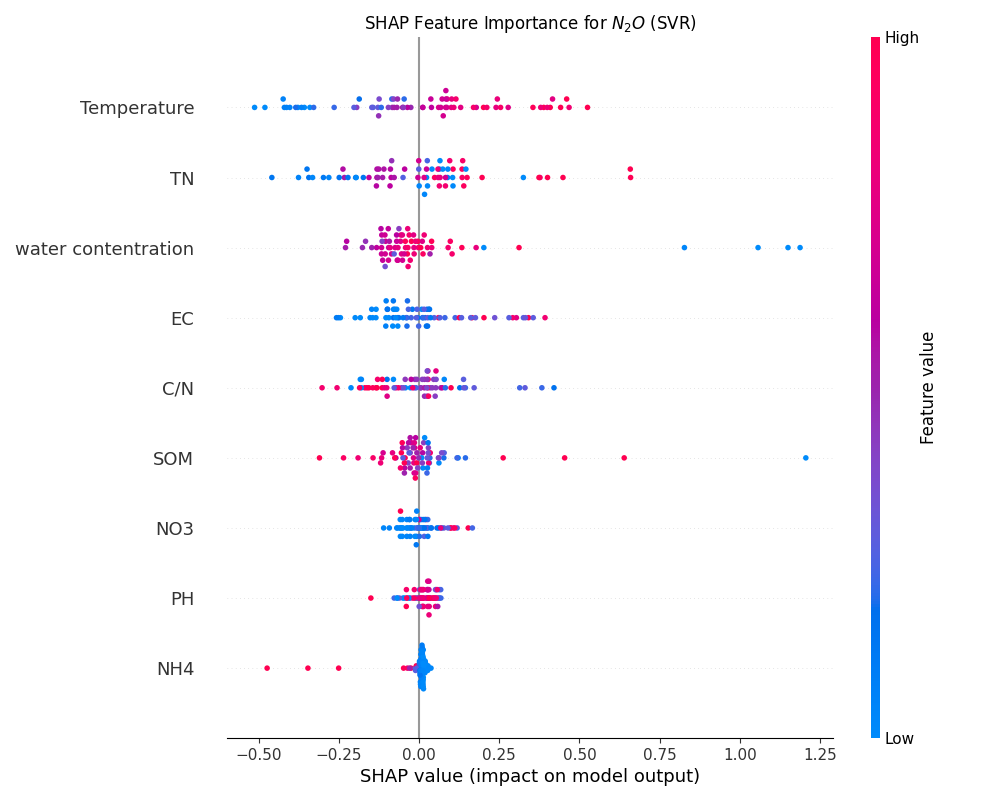 SHAP Feature Importance for N₂O (SVR)
High
Temperature
TN
water contentration
EC
C/N
SOM
NO3
PH
NH4
Feature value
Low
−0.50 −0.25 0.00 0.25 0.50 0.75 1.00 1.25
SHAP value (impact on model output)